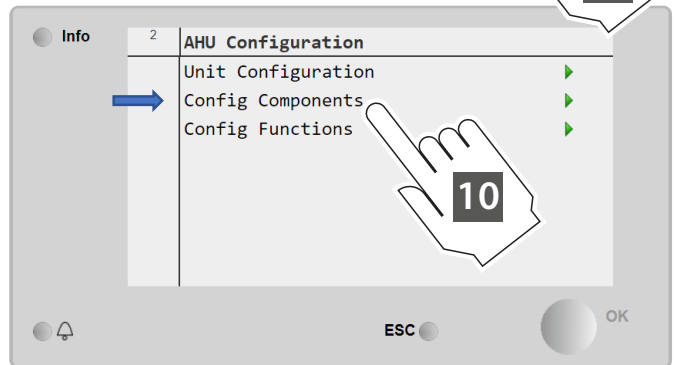 Info
2
AHU Configuration
Unit Configuration
Config Components
Config Functions
10
ESC
OK